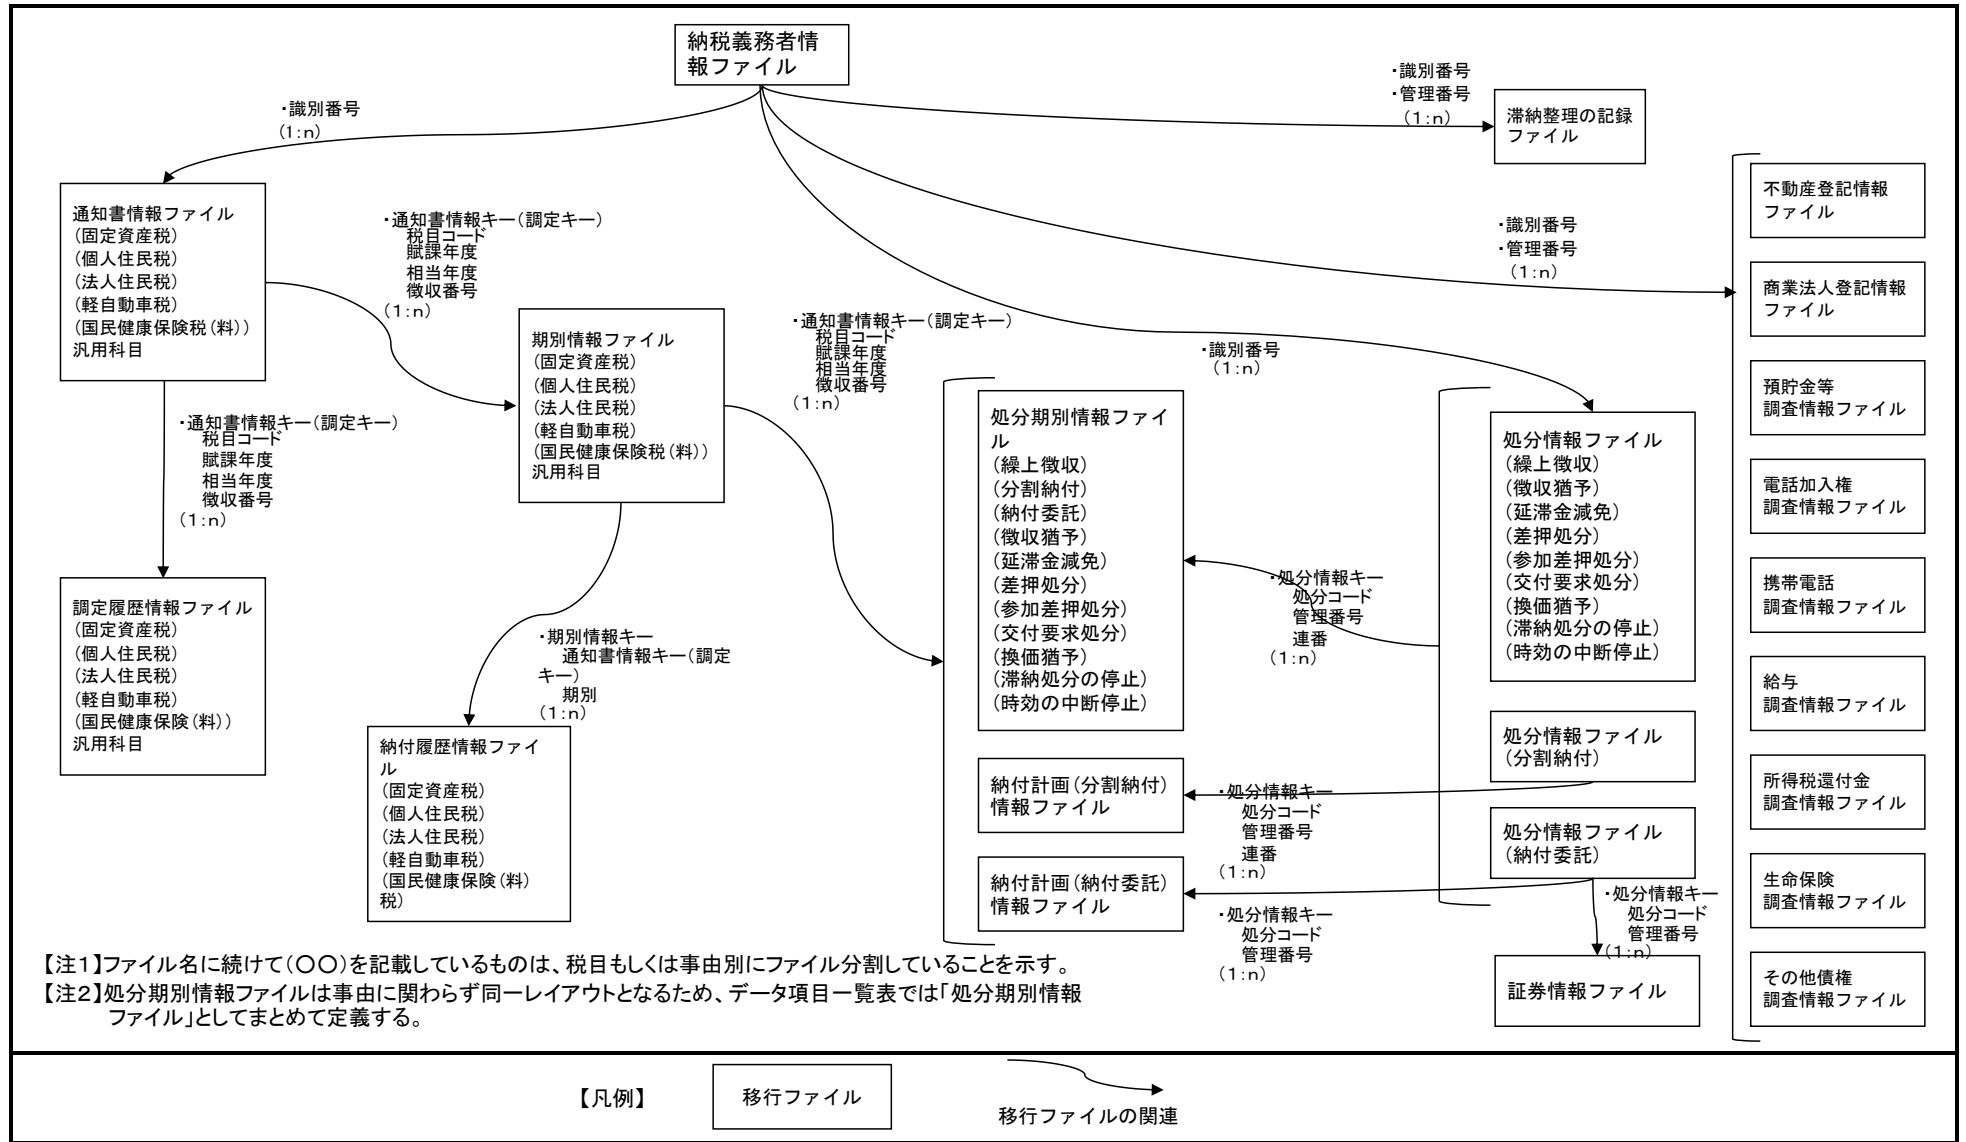 納税義務者情
報ファイル
・識別番号
(1:n)
・識別番号
・管理番号
(1:n)
滞納整理の記録
ファイル
通知書情報ファイル
(固定資産税)
(個人住民税)
(法人住民税)
(軽自動車税)
(国民健康保険税(料))
汎用科目
・通知書情報キー(調定キー)
税目コード
賦課年度
相当年度
徴収番号
(1:n)
・通知書情報キー(調定キー)
税目コード
賦課年度
相当年度
徴収番号
(1:n)
調定履歴情報ファイル
(固定資産税)
(個人住民税)
(法人住民税)
(軽自動車税)
(国民健康保険(料))
汎用科目
期別情報ファイル
(固定資産税)
(個人住民税)
(法人住民税)
(軽自動車税)
(国民健康保険税(料))
汎用科目
・期別情報キー
通知書情報キー(調定
キー)
期別
(1:n)
納付履歴情報ファイ
ル
(固定資産税)
(個人住民税)
(法人住民税)
(軽自動車税)
(国民健康保険(料)
税)
・通知書情報キー(調定キー)
税目コード
賦課年度
相当年度
徴収番号
(1:n)
処分期別情報ファイ
ル
(繰上徴収)
(分割納付)
(納付委託)
(徴収猶予)
(延滞金減免)
(差押処分)
(参加差押処分)
(交付要求処分)
(換価猶予)
(滞納処分の停止)
(時効の中断停止)
納付計画(分割納付)
情報ファイル
納付計画(納付委託)
情報ファイル
・識別番号
(1:n)
・処分情報キー
処分コード
管理番号
連番
(1:n)
・処分情報キー
処分コード
管理番号
連番
(1:n)
・処分情報キー
処分コード
管理番号
(1:n)
処分情報ファイル
(繰上徴収)
(徴収猶予)
(延滞金減免)
(差押処分)
(参加差押処分)
(交付要求処分)
(換価猶予)
(滞納処分の停止)
(時効の中断停止)
処分情報ファイル
(分割納付)
処分情報ファイル
(納付委託)
・処分情報キー
処分コード
管理番号
(1:n)
証券情報ファイル
・識別番号
・管理番号
(1:n)
不動産登記情報
ファイル
商業法人登記情報
ファイル
預貯金等
調査情報ファイル
電話加入権
調査情報ファイル
携帯電話
調査情報ファイル
給与
調査情報ファイル
所得税還付金
調査情報ファイル
生命保険
調査情報ファイル
その他債権
調査情報ファイル
【注1】ファイル名に続けて(〇〇)を記載しているものは、税目もしくは事由別にファイル分割していることを示す。
【注2】処分期別情報ファイルは事由に関わらず同一レイアウトとなるため、データ項目一覧表では「処分期別情報
ファイル」としてまとめて定義する。
【凡例】
移行ファイル
移行ファイルの関連